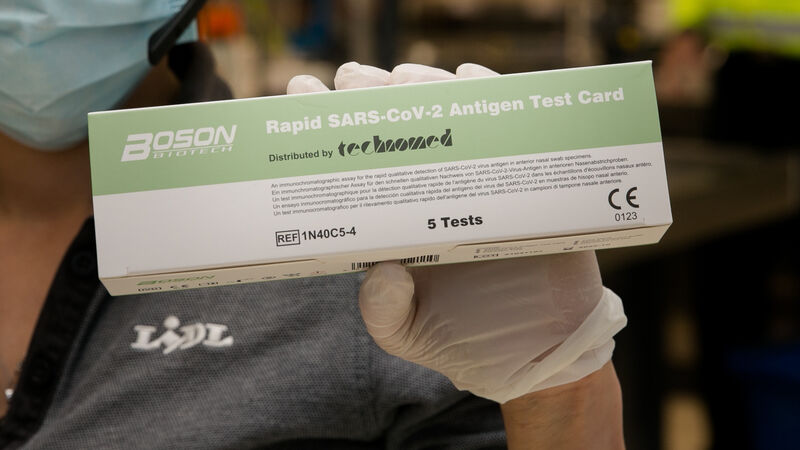 BOSON
BIOTECH
Rapid SARS-CoV-2 Antigen Test Card
Distributed by technomed
An immunochromatographic assay for the rapid qualitative detection of SARS-CoV-2 virus antigen in anterior nasal swab specimens.
Ein immunchromatographischer Assay für den schnellen qualitativen Nachweis von SARS-COV-2-Virus-Antigen in anterioren Nasenabstrichproben.
Un test immunochromatographique pour la détection qualitative rapide de l'antigène du virus SARS-CoV-2 dans les échantillons d'écouvillons nasaux antéro.
Un ensayo inmunocromatográfico para la detección cualitativa rápida del antígeno del virus del SARS-CoV-2 en muestras de hisopo nasal anterior.
Un test immunocromatografico per il rilevamento qualitativo rapido dell'antigene del virus SARS-CoV-2 in campioni di tampone nasale anteriore.
REF 1N40C5-4
5 Tests
CE
0123
BOSON
LIDL